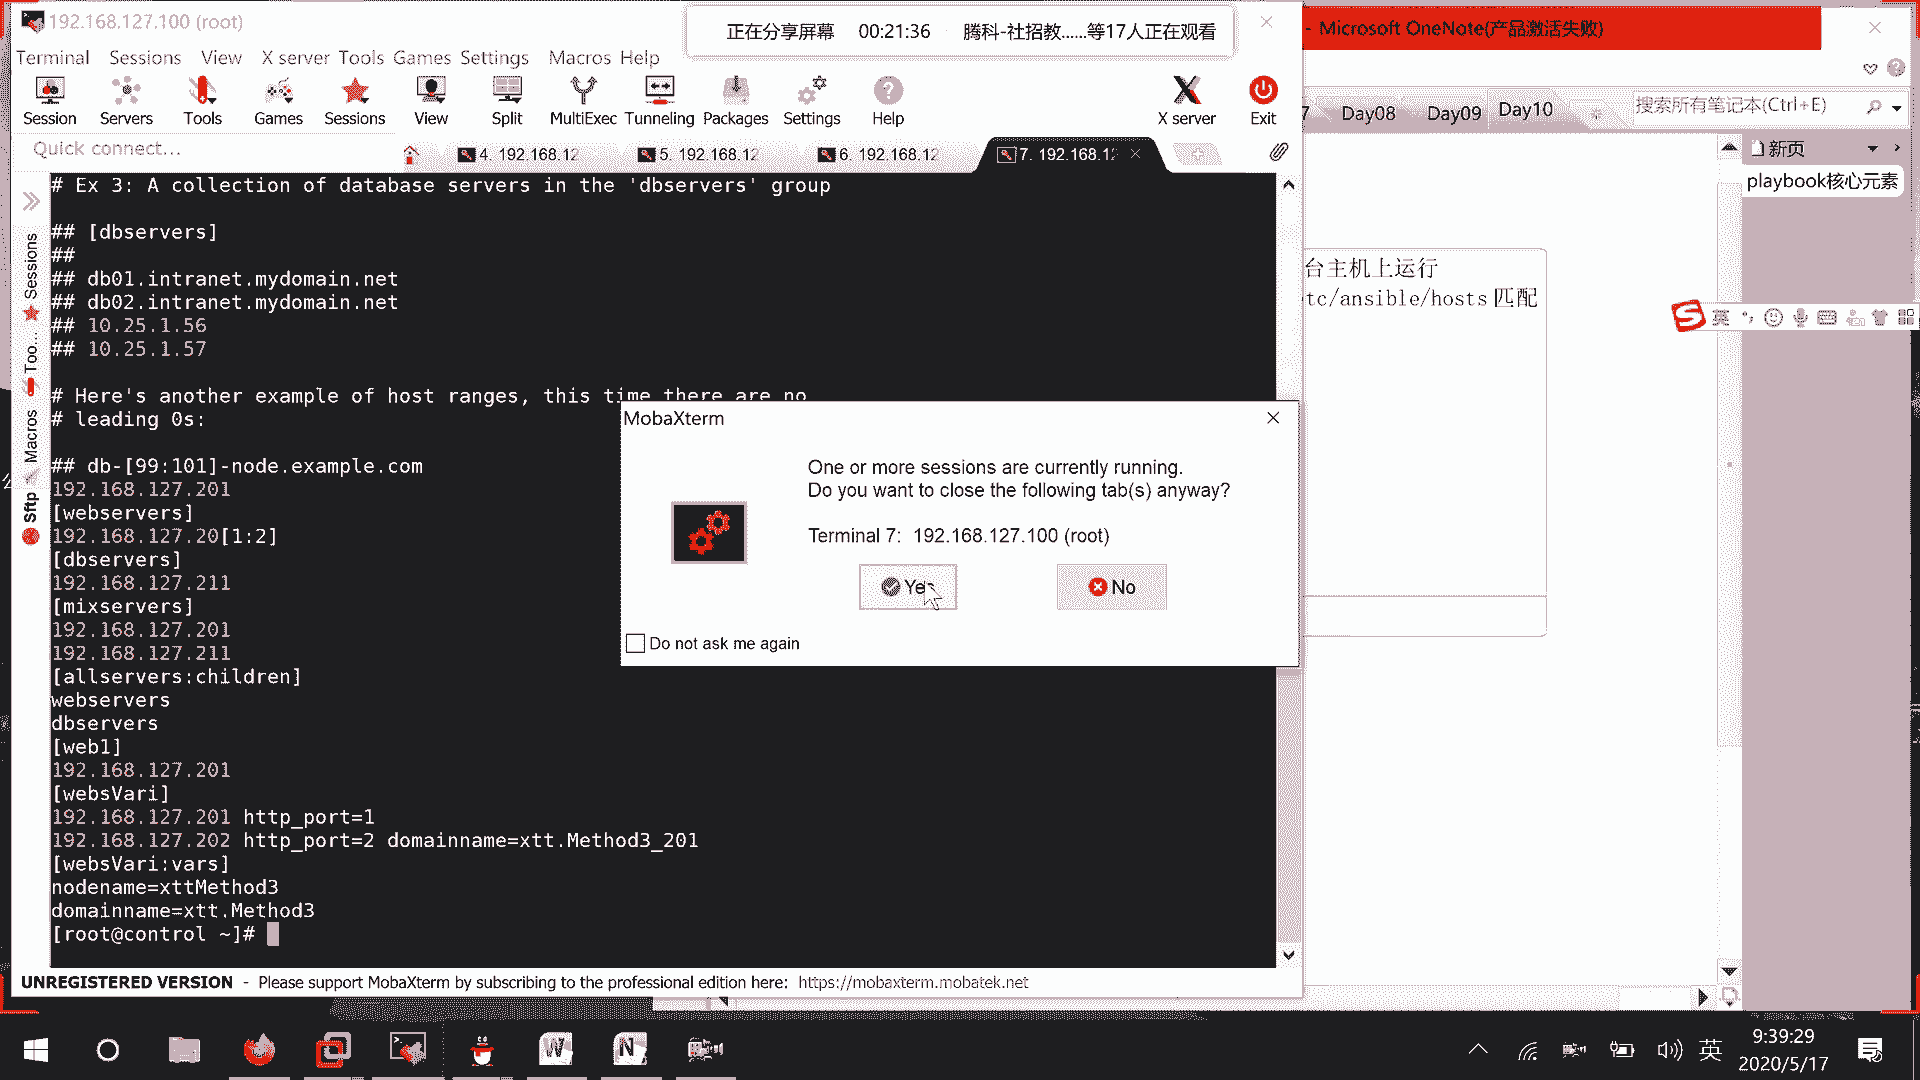 192.168.127.100 (root)
正在分享屏幕 00:21:36 腾科-社招教......等17人正在观看
- Microsoft OneNote(产品激活失败)
Terminal Sessions View X server Tools Games Settings Macros Help
Session Servers Tools Games Sessions View Split MultiExec Tunneling Packages Settings Help X server Exit
Day08 Day09 Day10 搜索所有笔记本(Ctrl+E)
Quick connect...
4. 192.168.12 5. 192.168.12 6. 192.168.12 7. 192.168.12
新页
playbook核心元素
台主机上运行
tc/ansible/hosts 匹配
英
Sessions
Too...
Macros
Sftp
# Ex 3: A collection of database servers in the 'dbservers' group
## [dbservers]
##
## db01.intranet.mydomain.net
## db02.intranet.mydomain.net
## 10.25.1.56
## 10.25.1.57
# Here's another example of host ranges, this time there are no
# leading 0s:
## db-[99:101]-node.example.com
192.168.127.201
[webservers]
192.168.127.20[1:2]
[dbservers]
192.168.127.211
[mixservers]
192.168.127.201
192.168.127.211
[allservers:children]
webservers
dbservers
[web1]
192.168.127.201
[websVari]
192.168.127.201 http_port=1
192.168.127.202 http_port=2 domainname=xtt.Method3_201
[websVari:vars]
nodename=xttMethod3
domainname=xtt.Method3
[root@control ~]#
MobaXterm
One or more sessions are currently running.
Do you want to close the following tab(s) anyway?
Terminal 7: 192.168.127.100 (root)
Yes No
Do not ask me again
UNREGISTERED VERSION - Please support MobaXterm by subscribing to the professional edition here: https://mobaxterm.mobatek.net
英
9:39:29
2020/5/17